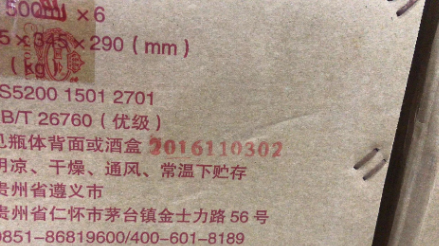 500 ×6
5×345×290(mm)
(kg)
S5200 1501 2701
B/T 26760(优级)
见瓶体背面或酒盒 2016110302
阴凉、干燥、通风、常温下贮存
贵州省遵义市
贵州省仁怀市茅台镇金士力路 56 号
0851-86819600/400-601-8189